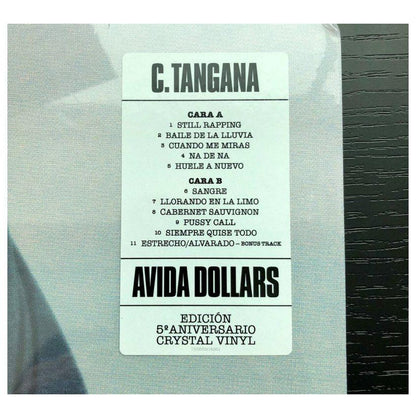 C. TANGANA
CARA A
1 STILL RAPPING
2 BAILE DE LA LLUVIA
3 CUANDO ME MIRAS
4 NA DE NA
5 HUELE A NUEVO
CARA B
6 SANGRE
7 LLORANDO EN LA LIMO
8 CABERNET SAUVIGNON
9 PUSSY CALL
10 SIEMPRE QUISE TODO
11 ESTRECHO/ALVARADO – BONUS TRACK
AVIDA DOLLARS
EDICIÓN
5º ANIVERSARIO
CRYSTAL VINYL